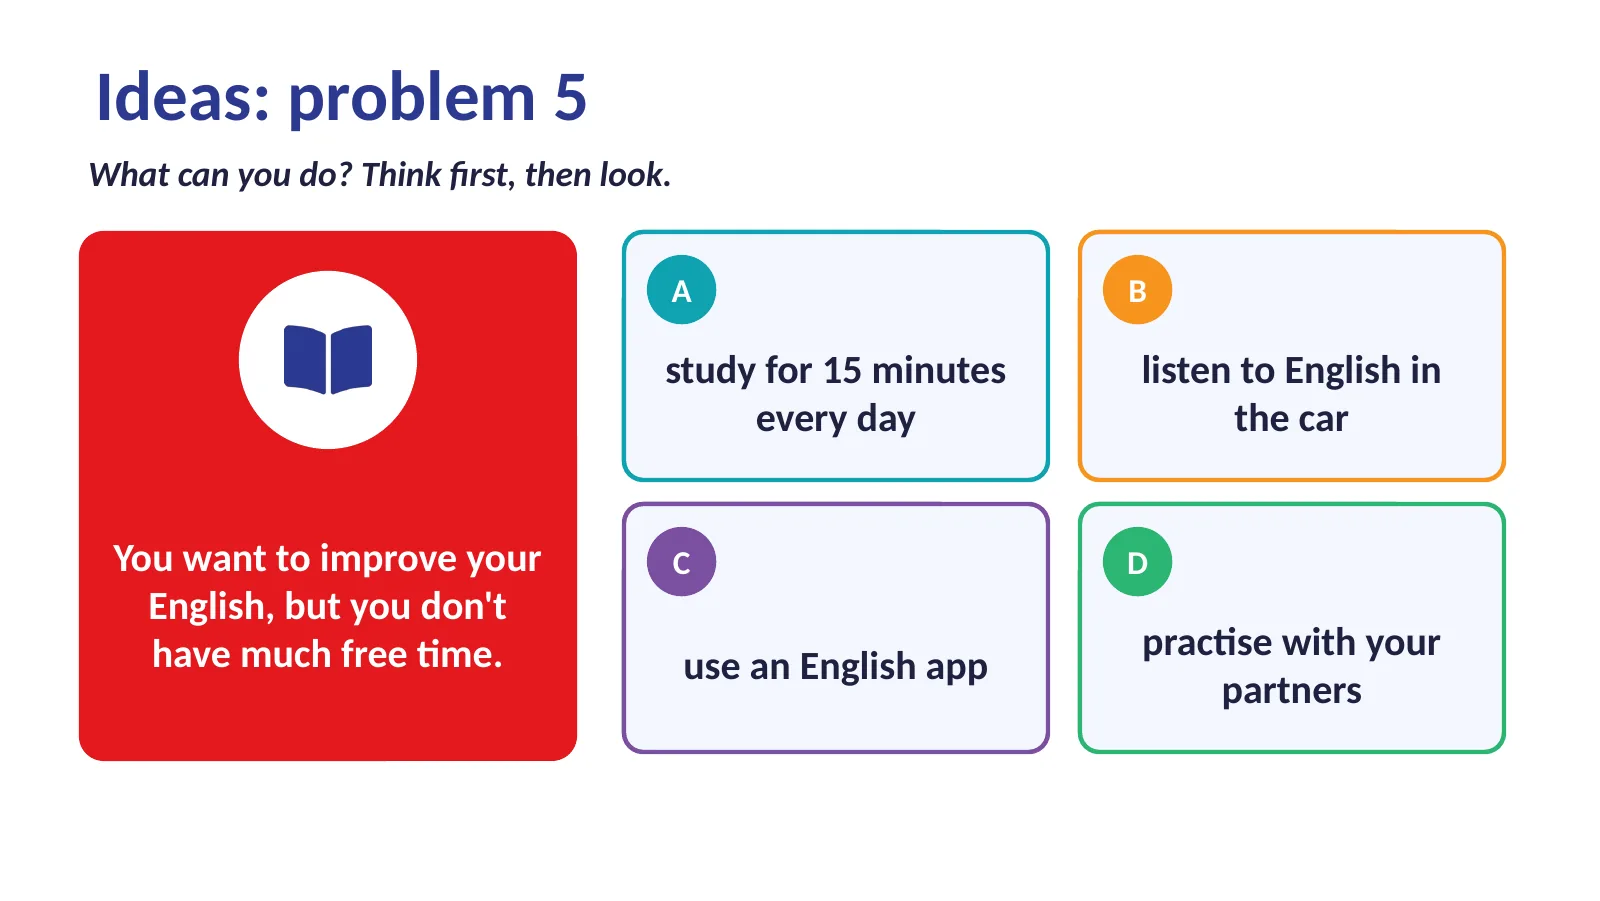 Ideas: problem 5
What can you do? Think first, then look.
You want to improve your
English, but you don't
have much free time.
A
study for 15 minutes
every day
B
listen to English in
the car
C
use an English app
D
practise with your
partners